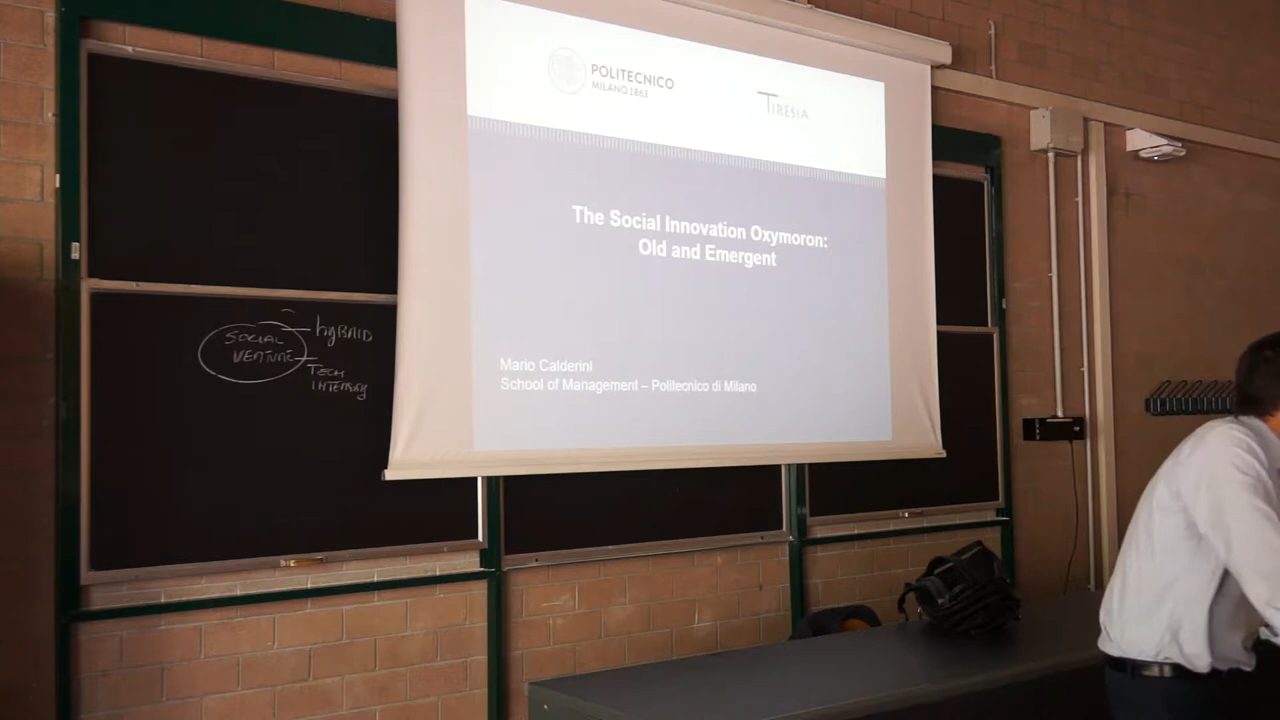 POLITECNICO
MILANO 1863
TIRESIA
The Social Innovation Oxymoron:
Old and Emergent
Mario Calderini
School of Management – Politecnico di Milano
SOCIAL
VENTURE
hyBRID
TECH